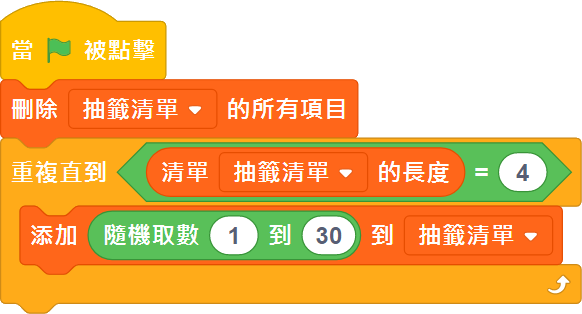 當 被點擊
刪除 抽籤清單 的所有項目
重複直到 清單 抽籤清單 的長度 = 4
添加 隨機取數 1 到 30 到 抽籤清單